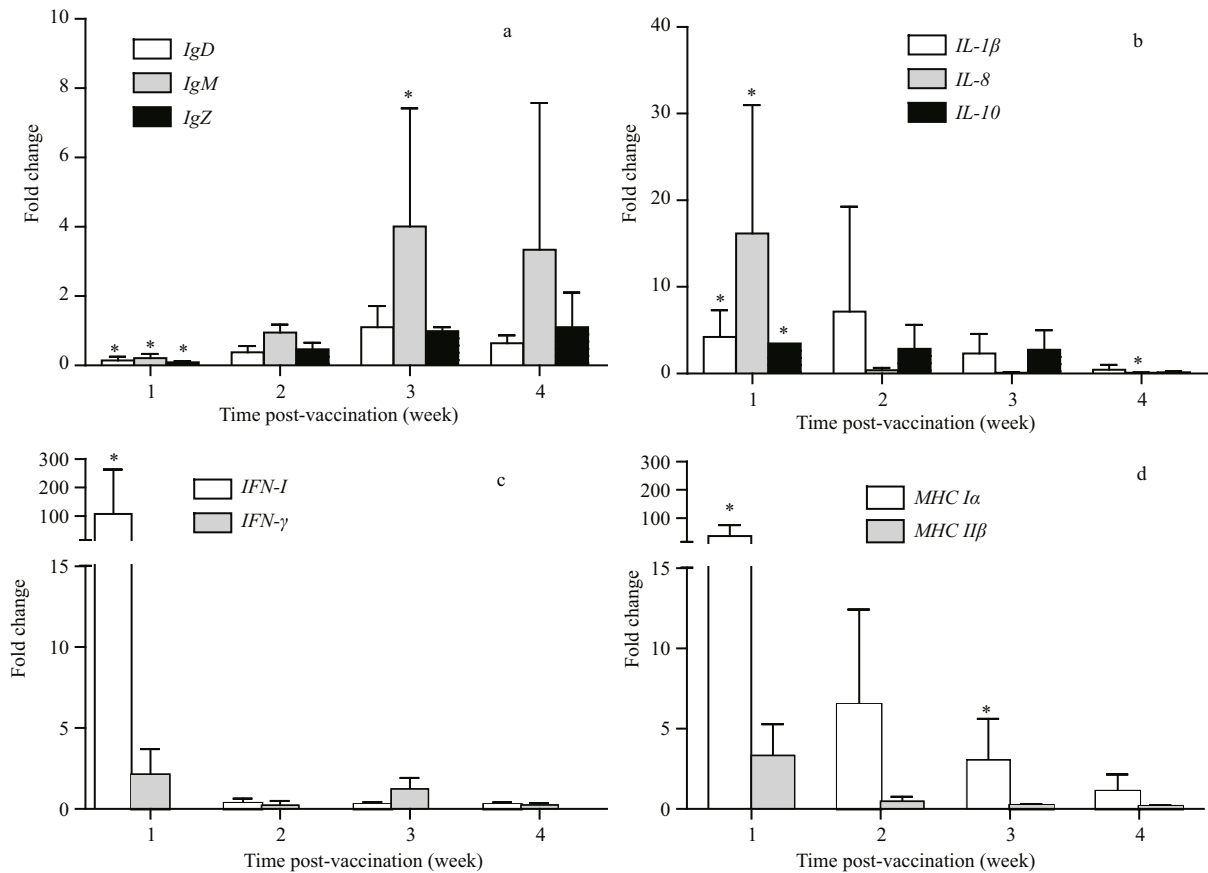 a
IgD
IgM
IgZ
10
8
6
4
2
0
Fold change
* * *
*
1 2 3 4
Time post-vaccination (week)
b
IL-1β
IL-8
IL-10
40
30
20
10
0
Fold change
* * *
*
1 2 3 4
Time post-vaccination (week)
c
IFN-I
IFN-γ
300
200
100
15
10
5
0
Fold change
*
1 2 3 4
Time post-vaccination (week)
d
MHC Iα
MHC IIβ
300
200
100
15
10
5
0
Fold change
*
*
1 2 3 4
Time post-vaccination (week)